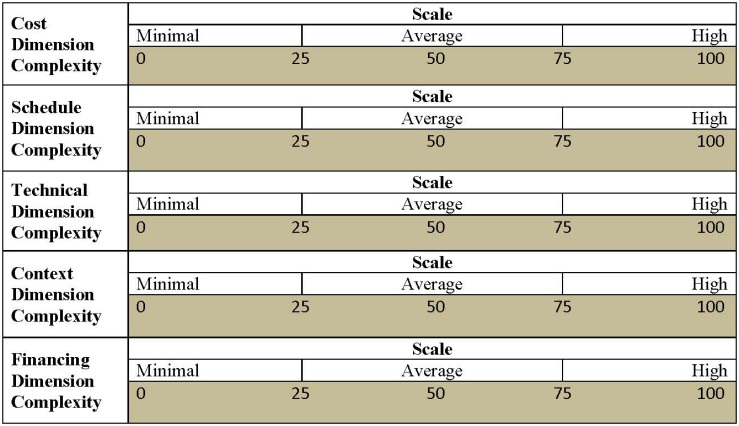 Cost
Dimension
Complexity
Scale
Minimal Average High
0 25 50 75 100
Schedule
Dimension
Complexity
Scale
Minimal Average High
0 25 50 75 100
Technical
Dimension
Complexity
Scale
Minimal Average High
0 25 50 75 100
Context
Dimension
Complexity
Scale
Minimal Average High
0 25 50 75 100
Financing
Dimension
Complexity
Scale
Minimal Average High
0 25 50 75 100